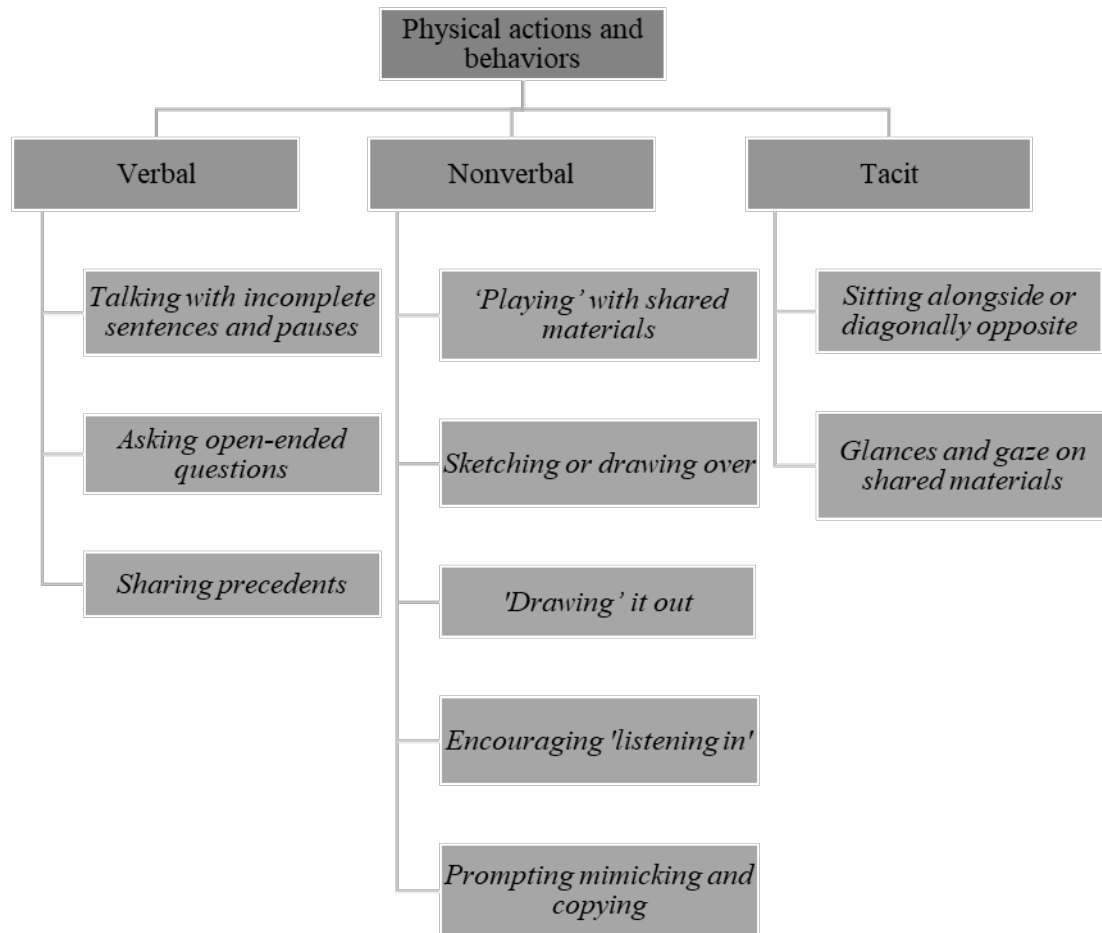 Physical actions and
behaviors
Verbal
Talking with incomplete
sentences and pauses
Asking open-ended
questions
Sharing precedents
Nonverbal
‘Playing’ with shared
materials
Sketching or drawing over
'Drawing’ it out
Encouraging 'listening in'
Prompting mimicking and
copying
Tacit
Sitting alongside or
diagonally opposite
Glances and gaze on
shared materials